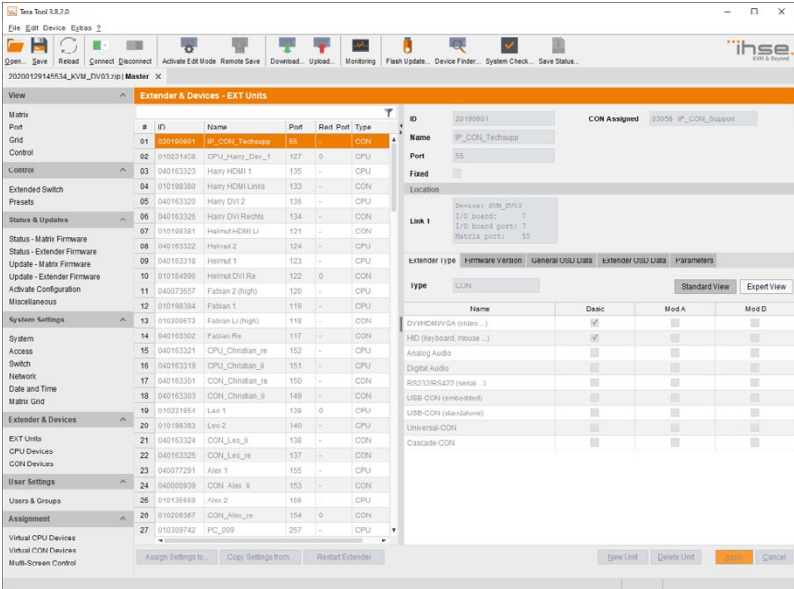 Tera Tool 3.8.2.0
File Edit Device Extras ?
Open... Save Reload Connect Disconnect Activate Edit Mode Remote Save Download... Upload... Monitoring Flash Update... Device Finder... System Check... Save Status...
ihse.
KVM & Beyond
20200129145534_KVM_DV03.zip | Master X
View
Matrix
Port
Grid
Control
Control
Extended Switch
Presets
Status & Updates
Status - Matrix Firmware
Status - Extender Firmware
Update - Matrix Firmware
Update - Extender Firmware
Activate Configuration
Miscellaneous
System Settings
System
Access
Switch
Network
Date and Time
Matrix Grid
Extender & Devices
EXT Units
CPU Devices
CON Devices
User Settings
Users & Groups
Assignment
Virtual CPU Devices
Virtual CON Devices
Multi-Screen Control
Extender & Devices - EXT Units
# ID Name Port Red. Port Type
01 020190801 IP_CON_Techsupp 55 - CON
02 010231459 CPU_Harry_Dev_1 127 0 CPU
03 040163323 Harry HDMI 1 135 - CPU
04 010198380 Harry HDMI Links 133 - CON
05 040163320 Harry DVI 2 136 - CPU
06 040163326 Harry DVI Rechts 134 - CON
07 010198381 Helmut HDMI Li 121 - CON
08 040163322 Helmut 2 124 - CPU
09 040163318 Helmut 1 123 - CPU
10 010184996 Helmut DVI Re 122 0 CON
11 040073657 Fabian 2 (high) 120 - CPU
12 010198384 Fabian 1 119 - CPU
13 010309673 Fabian Li (high) 118 - CON
14 040163302 Fabian Re 117 - CON
15 040163321 CPU_Christian_re 152 - CPU
16 040163319 CPU_Christian_li 151 - CPU
17 040163301 CON_Christian_re 150 - CON
18 040163303 CON_Christian_li 149 - CON
19 010231854 Leo 1 139 0 CPU
20 010198383 Leo 2 140 - CPU
21 040163324 CON_Leo_li 138 - CON
22 040163325 CON_Leo_re 137 - CON
23 040077291 Alex 1 155 - CPU
24 040000939 CON_Alex_li 153 - CON
25 010136668 Alex 2 156 - CPU
26 010209387 CON_Alex_re 154 0 CON
27 010309742 PC_009 257 - CPU
Assign Settings to... Copy Settings from... Restart Extender
ID 20190801 CON Assigned 03058 IP_CON_Support
Name IP_CON_Techsupp
Port 55
Fixed
Location
Link 1
Device: KVM_DV03
I/O board: 7
I/O board port: 7
Matrix port: 55
Extender Type Firmware Version General OSD Data Extender OSD Data Parameters
Type CON Standard View Expert View
Name Basic Mod A Mod D
DVI/HDMI/VGA (video ...)
HID (keyboard, mouse ...)
Analog Audio
Digital Audio
RS232/RS422 (serial ...)
USB CON (embedded)
USB-CON (standalone)
Universal-CON
Cascade-CON
New Unit Delete Unit Apply Cancel